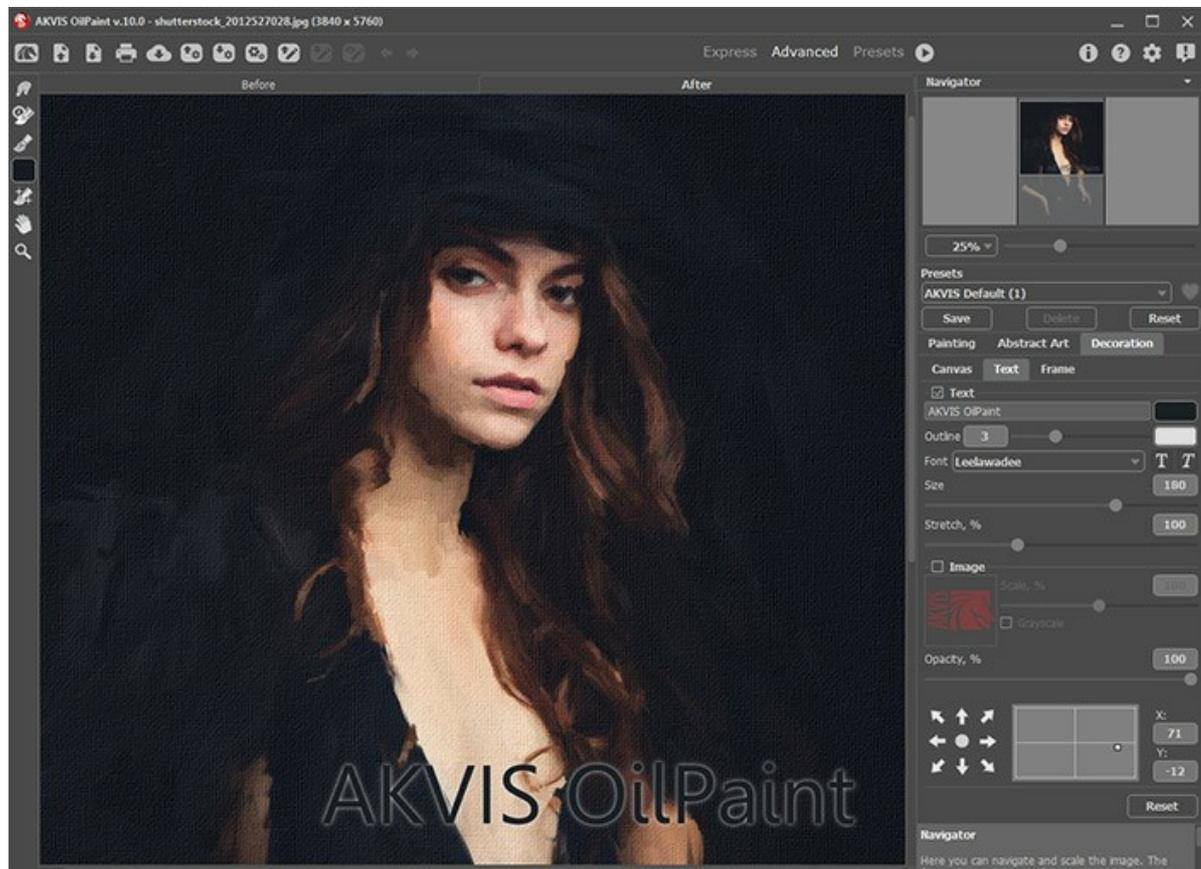 AKVIS OilPaint v.10.0 - shutterstock_2012527028.jpg (3840 x 5760)
Express Advanced Presets
Before After
Navigator
25%
Presets
AKVIS Default (1)
Save Delete Reset
Painting Abstract Art Decoration
Canvas Text Frame
Text
AKVIS OilPaint
Outline 3
Font Leelawadee T T
Size 180
Stretch, % 100
Image
Scale, % 100
AKVIS
Grayscale
Opacity, % 100
X:
71
Y:
-12
Reset
AKVIS OilPaint
Navigator
Here you can navigate and scale the image. The